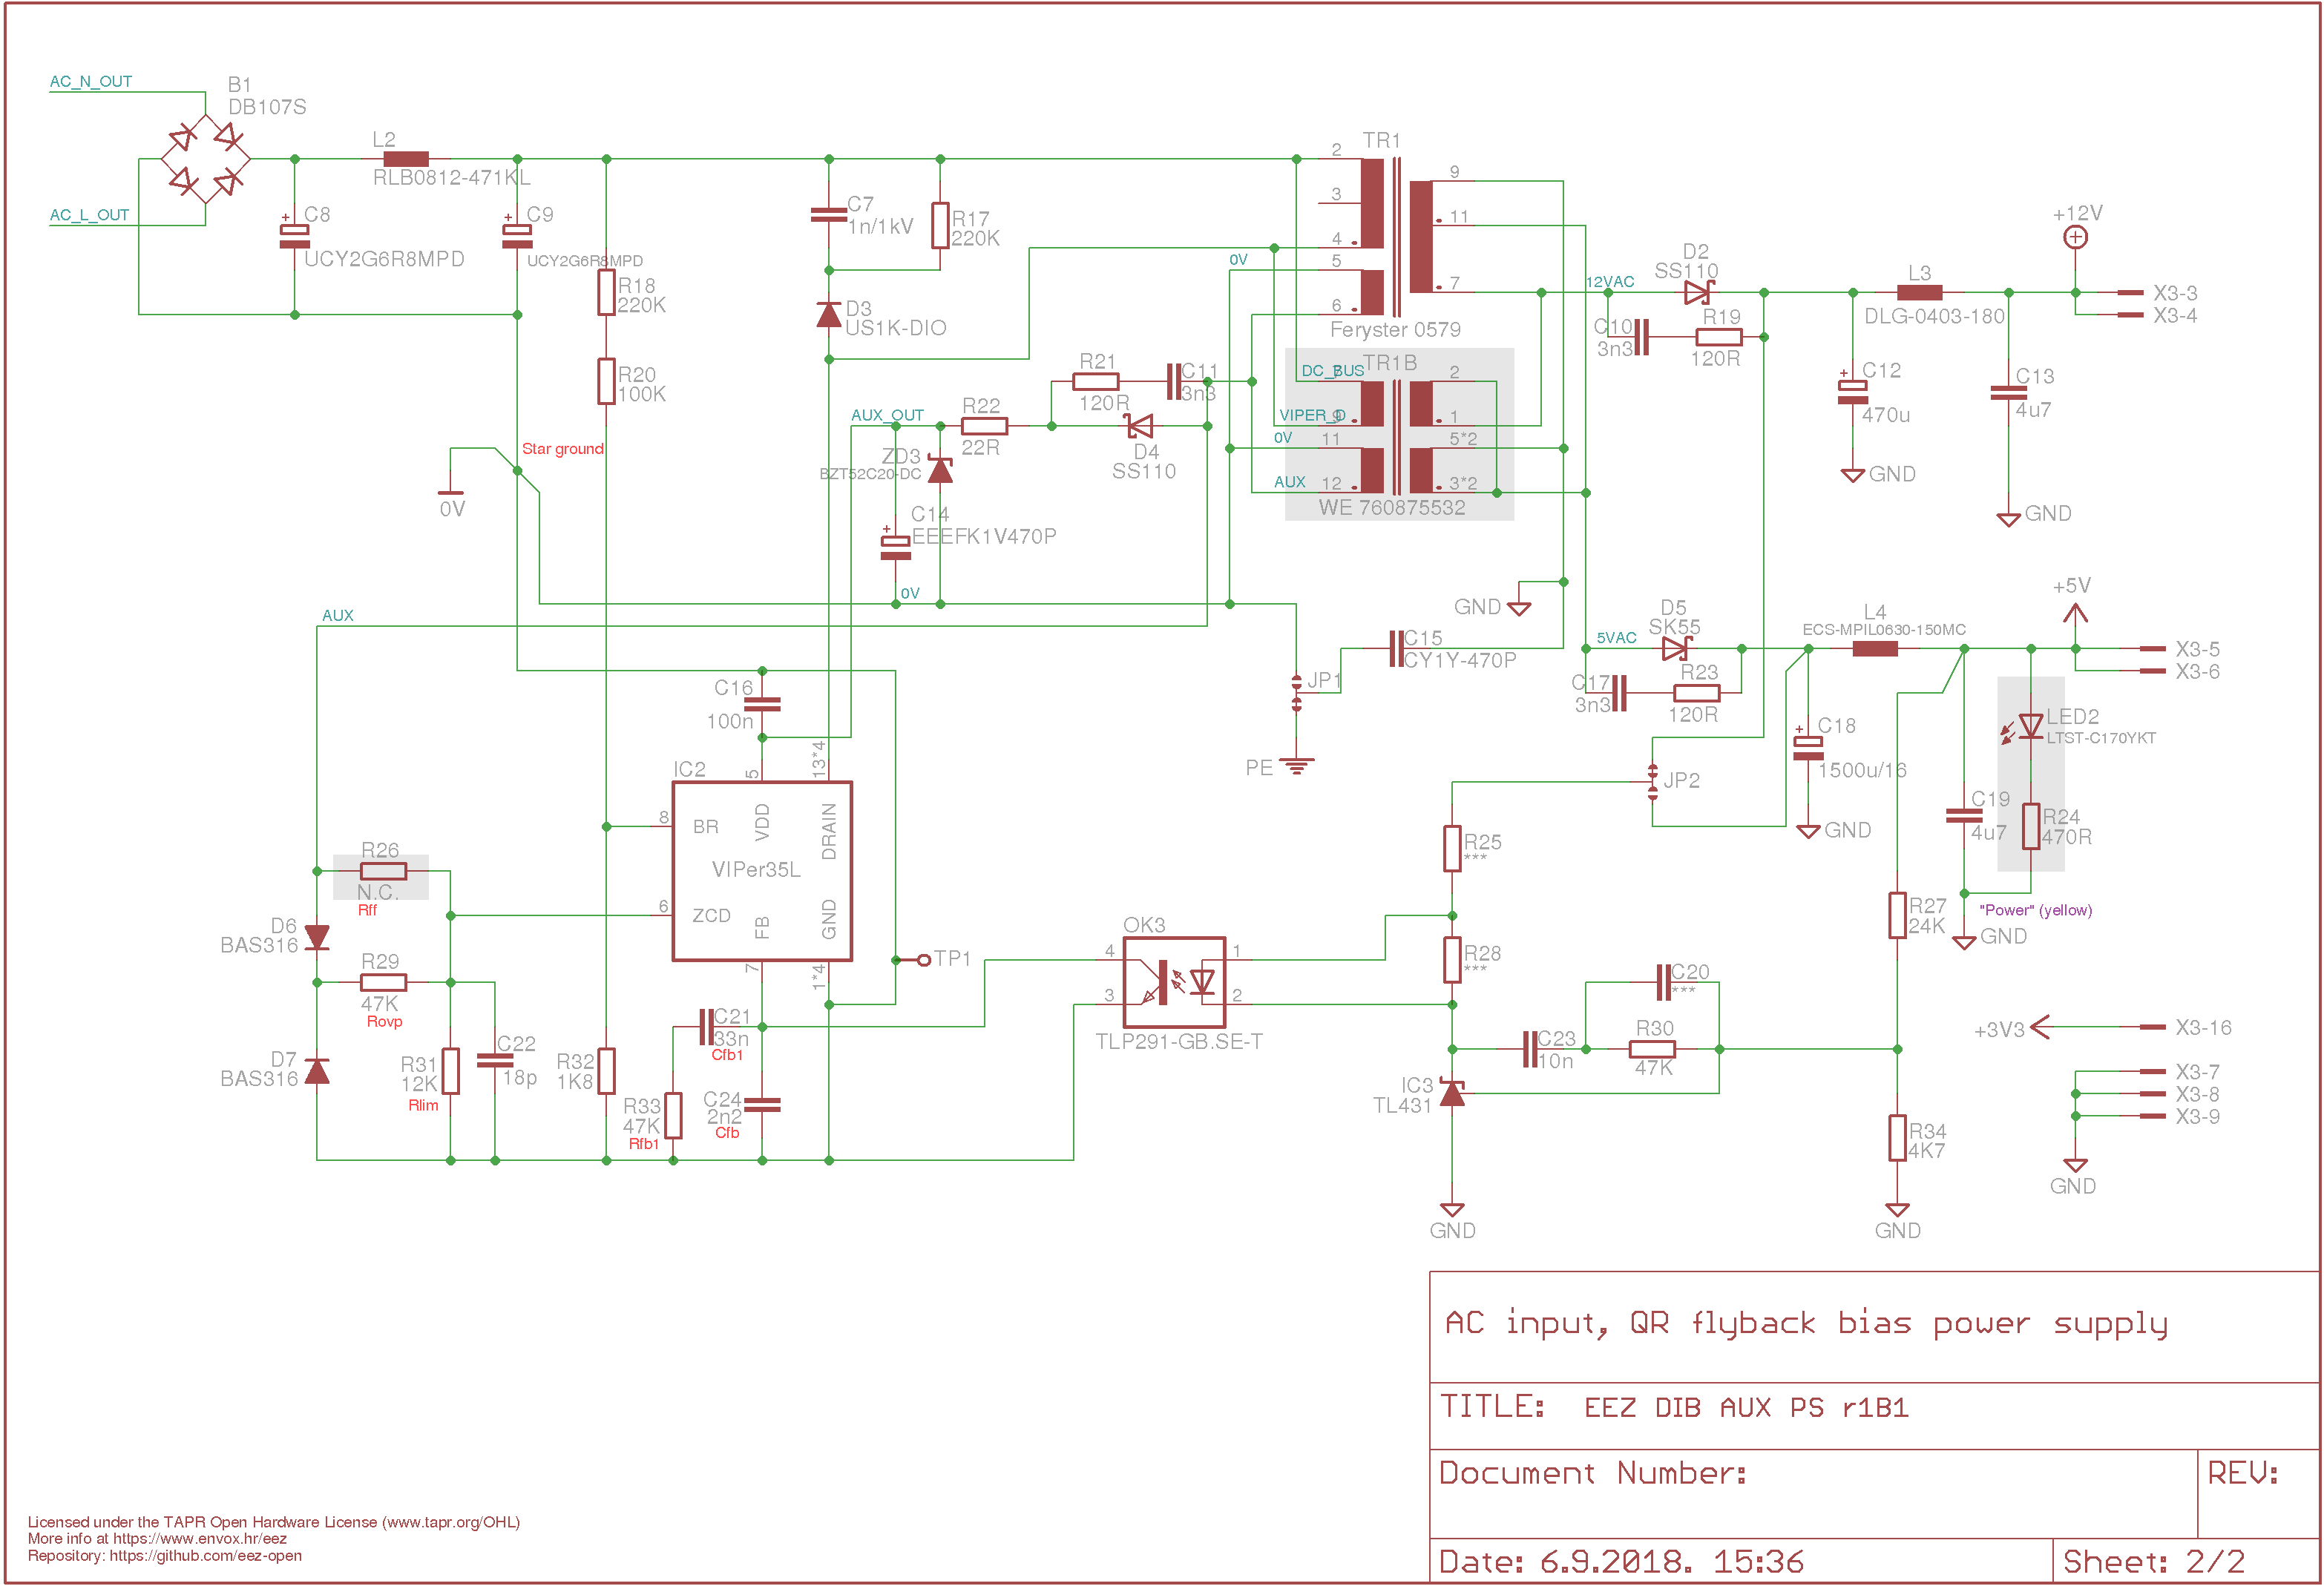 AC_N_OUT
B1
DB107S
AC_L_OUT
L2
RLB0812-471KL
+ C8
UCY2G6R8MPD
+ C9
UCY2G6R8MPD
R18
220K
R20
100K
C7
1n/1kV
R17
220K
D3
US1K-DIO
TR1
2
3
4
5
6
9
11
7
0V
Feryster 0579
TR1B
DC_BUS
7
VIPER_D
9
0V
11
AUX
12
2
1
5*2
3*2
WE 760875532
12VAC
D2
SS110
C10
3n3
R19
120R
L3
DLG-0403-180
+12V
X3-3
X3-4
+ C12
470u
GND
C13
4u7
GND
R21
120R
C11
3n3
AUX_OUT
R22
22R
D4
SS110
ZD3
BZT52C20-DC
+ C14
EEEFK1V470P
0V
Star ground
0V
AUX
GND
C15
CY1Y-470P
JP1
PE
5VAC
D5
SK55
C17
3n3
R23
120R
L4
ECS-MPIL0630-150MC
+5V
X3-5
X3-6
+ C18
1500u/16
GND
JP2
LED2
LTST-C170YKT
C19
4u7
R24
470R
"Power" (yellow)
GND
C16
100n
IC2
5
13*4
8
BR
VDD
DRAIN
VIPer35L
6
ZCD
FB
GND
7
1*4
TP1
R26
N.C.
Rff
D6
BAS316
R29
47K
Rovp
D7
BAS316
R31
12K
Rlim
C22
18p
R32
1K8
C21
33n
Cfb1
R33
47K
Rfb1
C24
2n2
Cfb
OK3
4
3
1
2
TLP291-GB.SE-T
R25
***
R28
***
C20
***
C23
10n
R30
47K
IC3
TL431
GND
R27
24K
R34
4K7
GND
+3V3
X3-16
X3-7
X3-8
X3-9
GND
AC input, QR flyback bias power supply
TITLE: EEZ DIB AUX PS r1B1
Document Number:
REV:
Date: 6.9.2018. 15:36
Sheet: 2/2
Licensed under the TAPR Open Hardware License (www.tapr.org/OHL)
More info at https://www.envox.hr/eez
Repository: https://github.com/eez-open